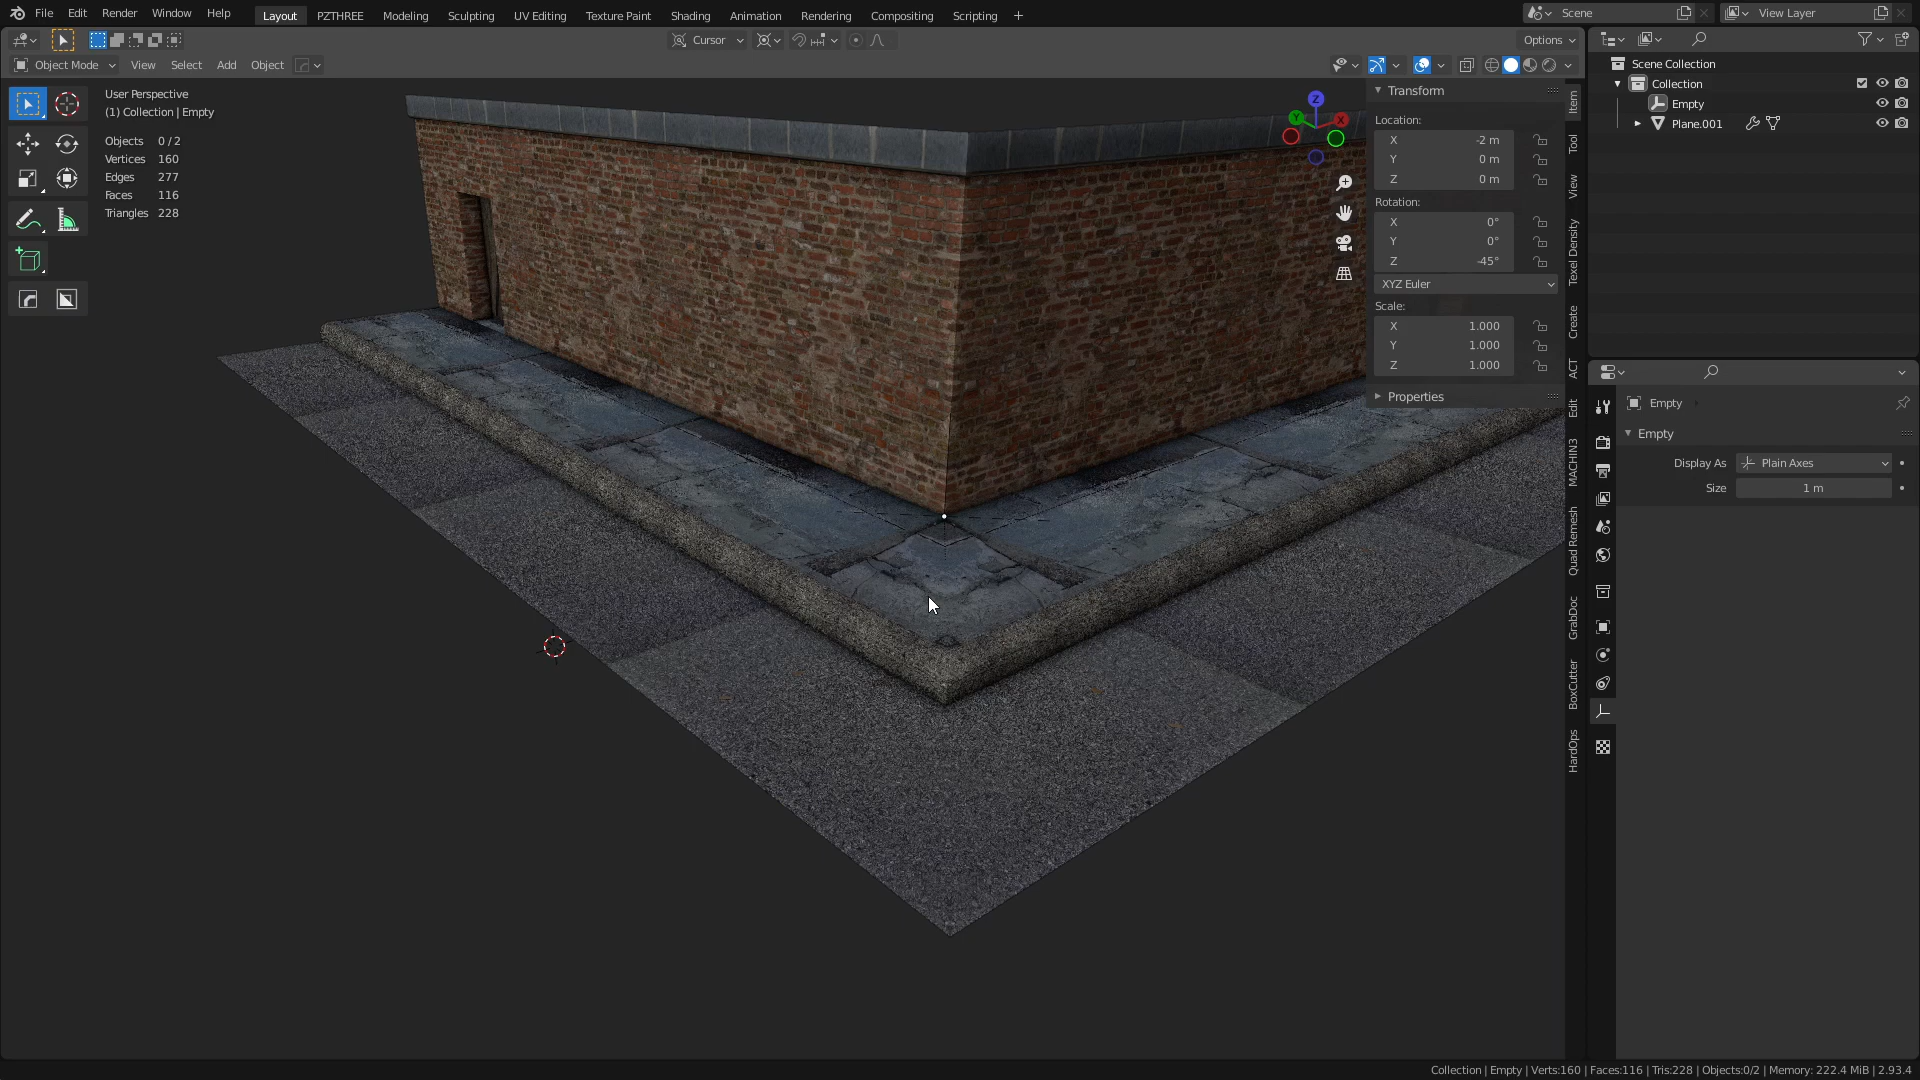 File Edit Render Window Help
Layout PZTHREE Modeling Sculpting UV Editing Texture Paint Shading Animation Rendering Compositing Scripting +
Scene
View Layer
Cursor
Options
Object Mode View Select Add Object
User Perspective
(1) Collection | Empty
Objects 0 / 2
Vertices 160
Edges 277
Faces 116
Triangles 228
Z
Y
X
Transform
Location:
X -2 m
Y 0 m
Z 0 m
Rotation:
X 0°
Y 0°
Z -45°
XYZ Euler
Scale:
X 1.000
Y 1.000
Z 1.000
Properties
Item
Tool
View
Texel Density
Create
ACT
Edit
MACHIN3
Quad Remesh
GrabDoc
BoxCutter
HardOps
Scene Collection
Collection
Empty
Plane.001
Empty
Empty
Display As Plain Axes
Size 1 m
Collection | Empty | Verts:160 | Faces:116 | Tris:228 | Objects:0/2 | Memory: 222.4 MiB | 2.93.4